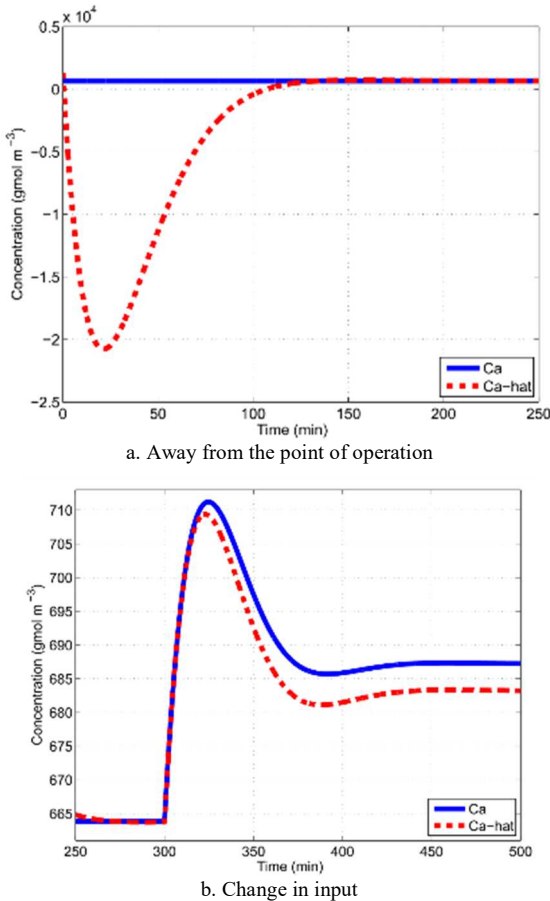 x 10⁴
0.5
0
−0.5
−1
−1.5
−2
−2.5
Concentration (gmol m⁻³)
0 50 100 150 200 250
Time (min)
Ca
Ca−hat
a. Away from the point of operation
710
705
700
695
690
685
680
675
670
665
Concentration (gmol m⁻³)
250 300 350 400 450 500
Time (min)
Ca
Ca−hat
b. Change in input